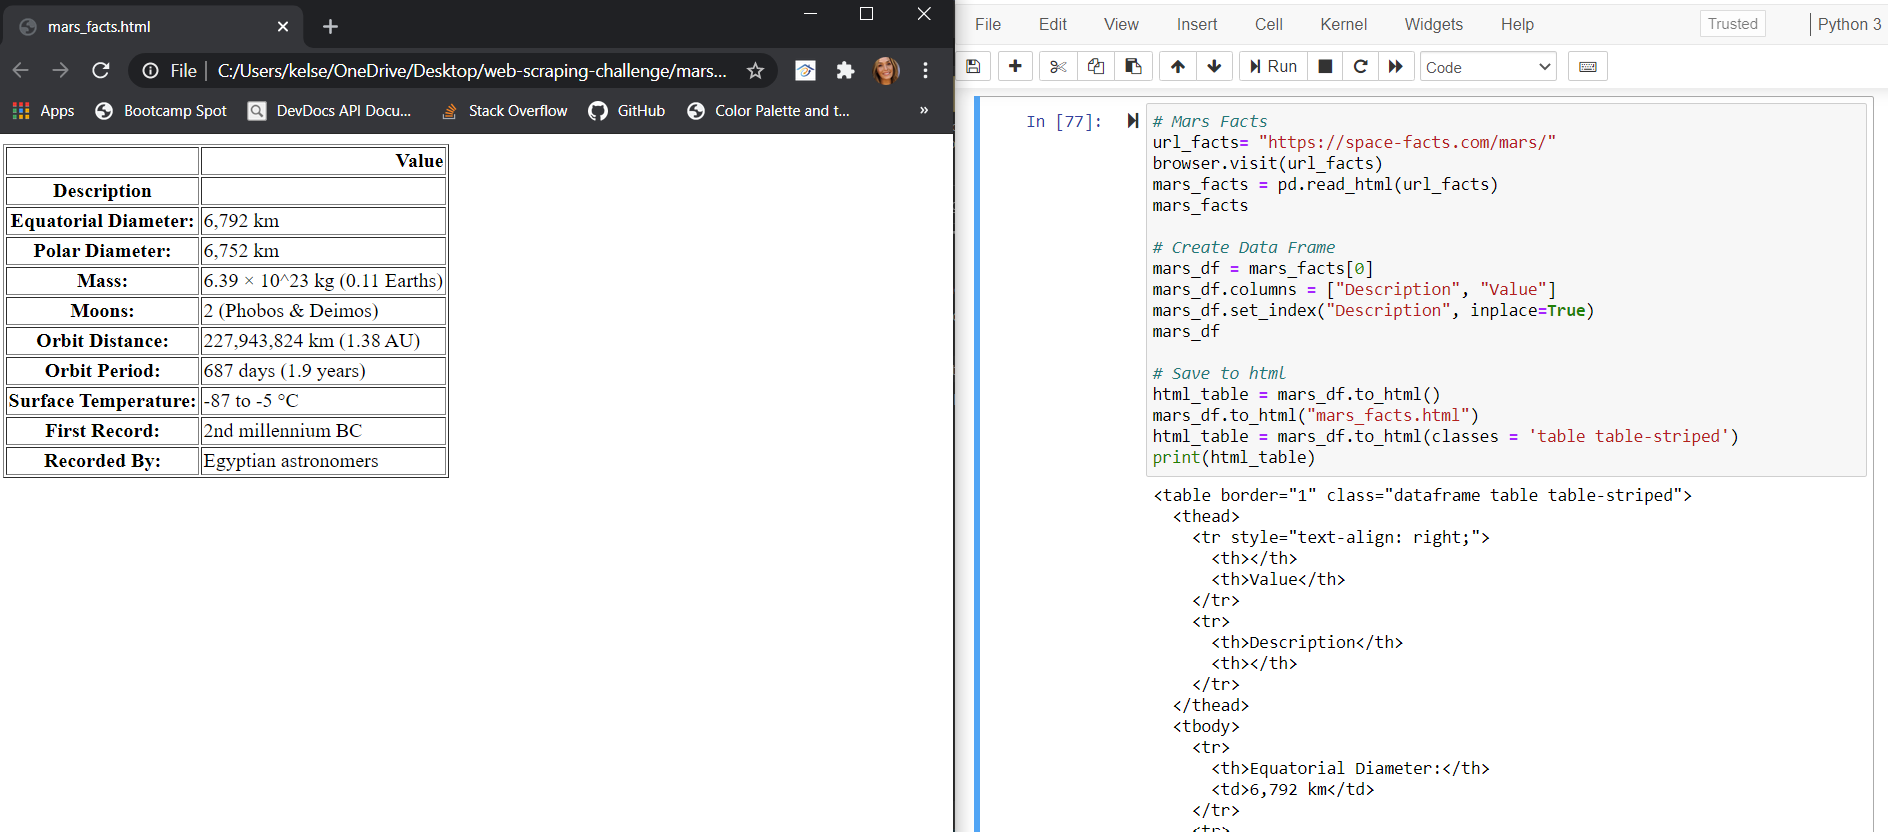 mars_facts.html
File C:/Users/kelse/OneDrive/Desktop/web-scraping-challenge/mars...
Apps Bootcamp Spot DevDocs API Docu... Stack Overflow GitHub Color Palette and t... »
Value
Description
Equatorial Diameter: 6,792 km
Polar Diameter: 6,752 km
Mass: 6.39 × 10^23 kg (0.11 Earths)
Moons: 2 (Phobos & Deimos)
Orbit Distance: 227,943,824 km (1.38 AU)
Orbit Period: 687 days (1.9 years)
Surface Temperature: -87 to -5 °C
First Record: 2nd millennium BC
Recorded By: Egyptian astronomers
File Edit View Insert Cell Kernel Widgets Help Trusted Python 3
Run Code
In [77]:
# Mars Facts
url_facts= "https://space-facts.com/mars/"
browser.visit(url_facts)
mars_facts = pd.read_html(url_facts)
mars_facts
# Create Data Frame
mars_df = mars_facts[0]
mars_df.columns = ["Description", "Value"]
mars_df.set_index("Description", inplace=True)
mars_df
# Save to html
html_table = mars_df.to_html()
mars_df.to_html("mars_facts.html")
html_table = mars_df.to_html(classes = 'table table-striped')
print(html_table)
<table border="1" class="dataframe table table-striped">
<thead>
<tr style="text-align: right;">
<th></th>
<th>Value</th>
</tr>
<tr>
<th>Description</th>
<th></th>
</tr>
</thead>
<tbody>
<tr>
<th>Equatorial Diameter:</th>
<td>6,792 km</td>
</tr>
<tr>